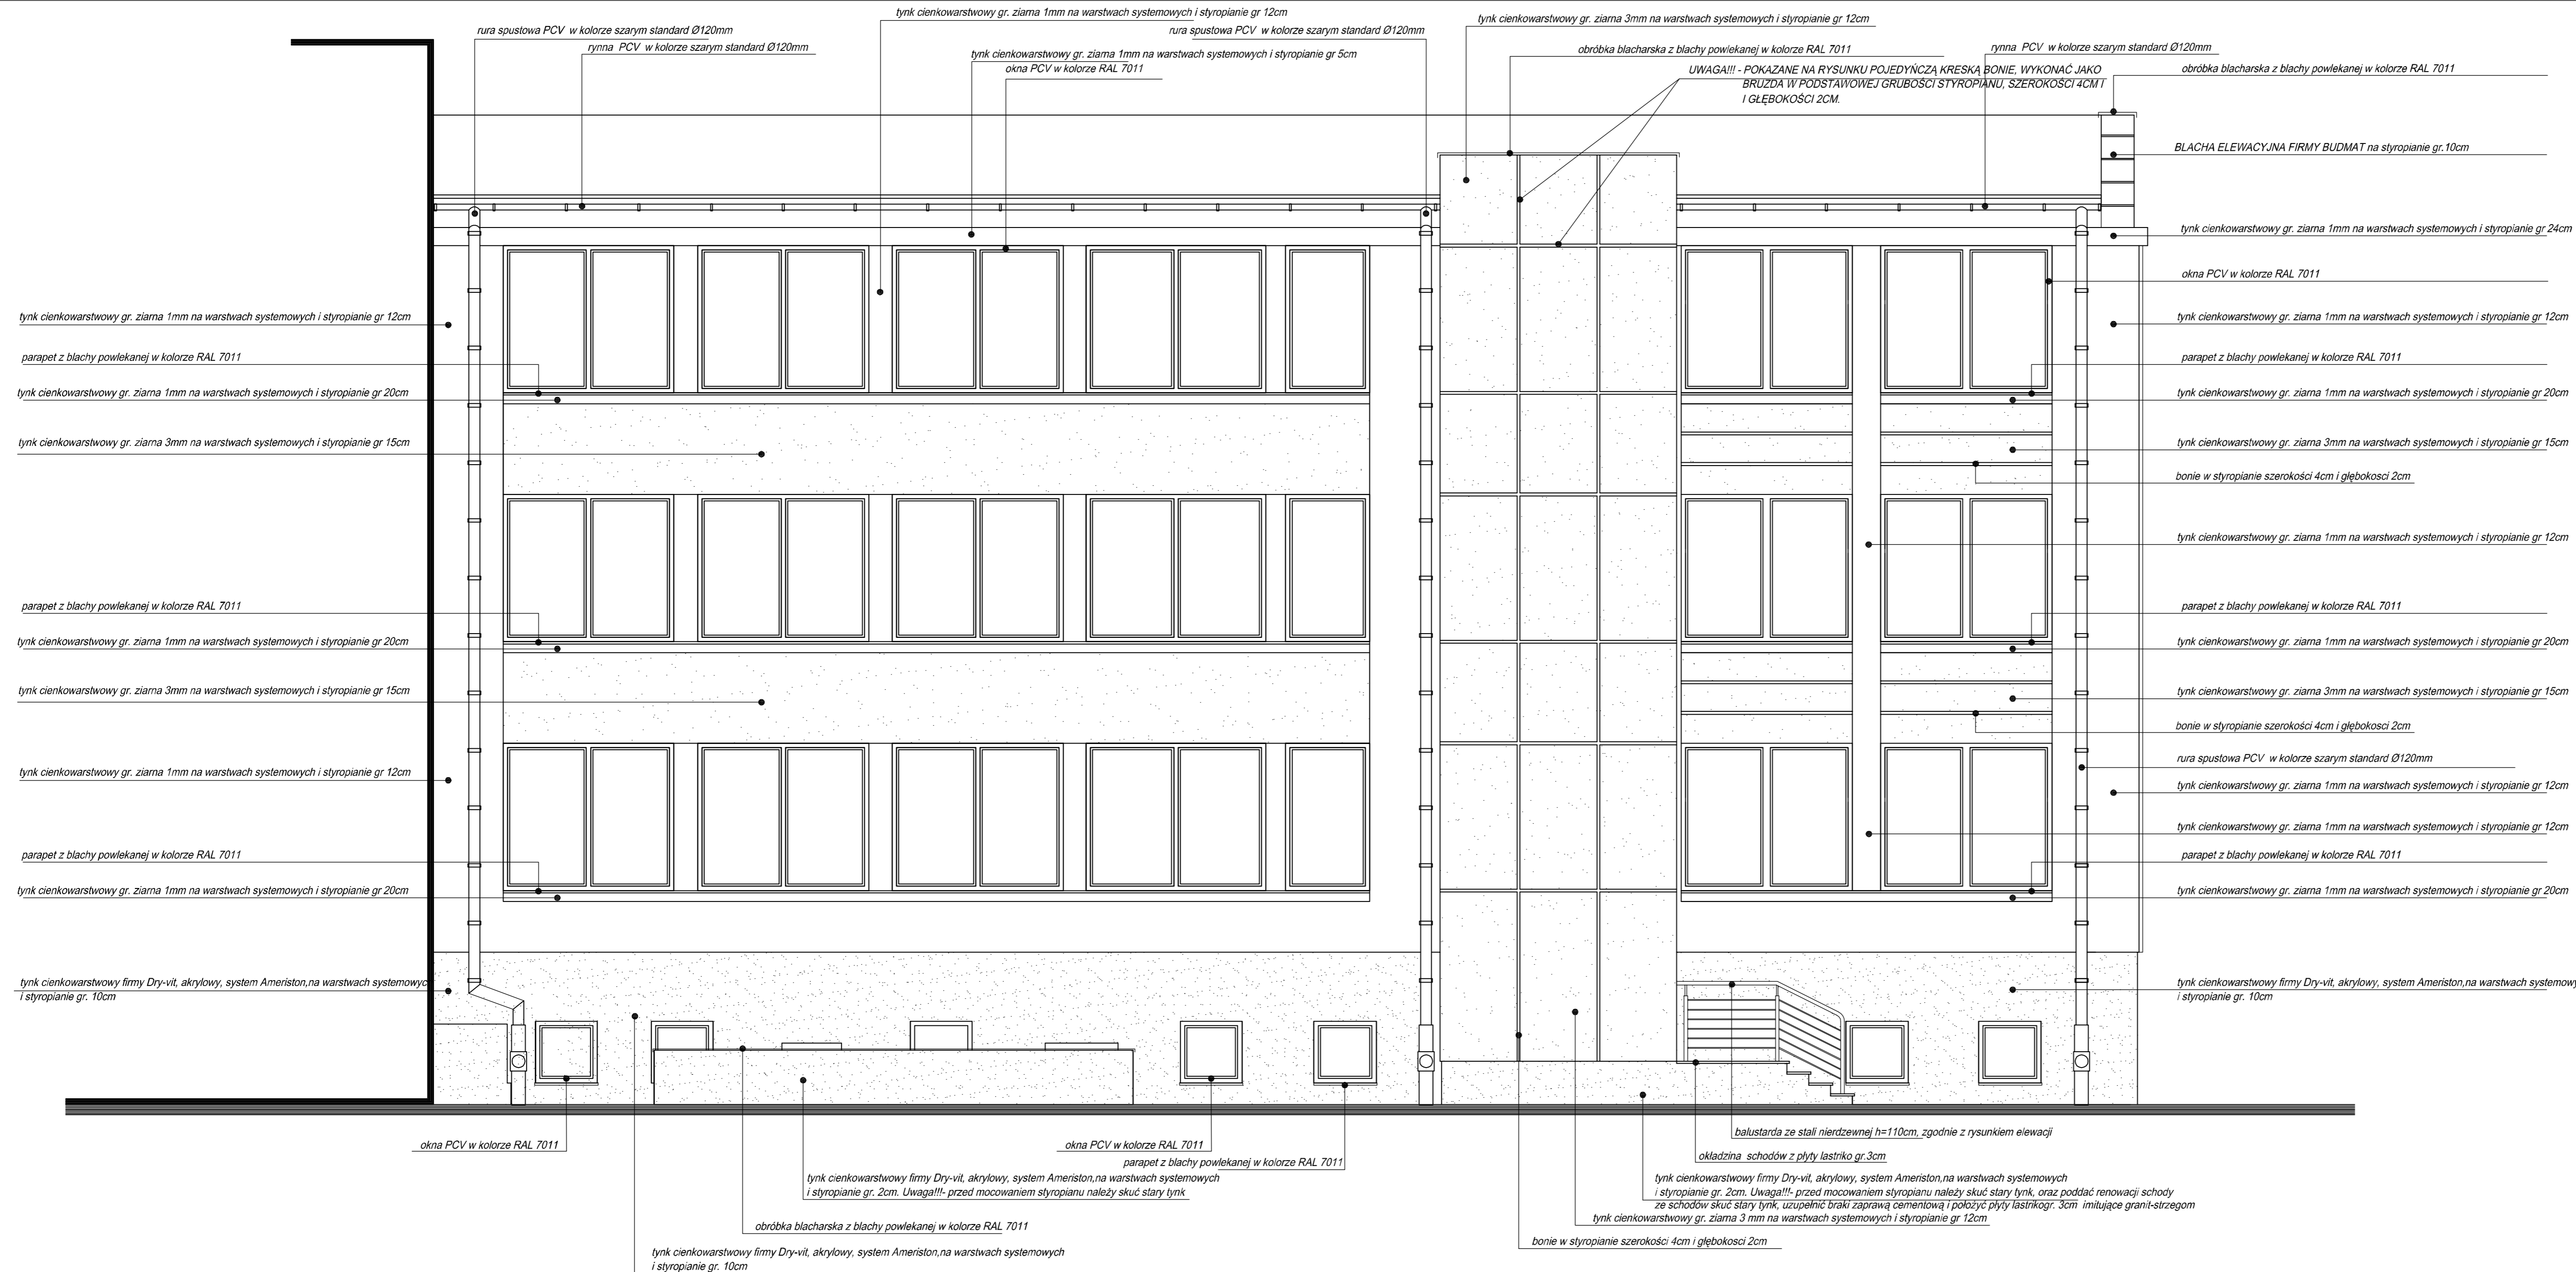 tynk cienkowarstwowy gr. ziarna 1mm na warstwach systemowych i styropianie gr 12cm
tynk cienkowarstwowy gr. ziarna 3mm na warstwach systemowych i styropianie gr 12cm
rura spustowa PCV w kolorze szarym standard Ø120mm
rura spustowa PCV w kolorze szarym standard Ø120mm
rynna PCV w kolorze szarym standard Ø120mm
obróbka blacharska z blachy powlekanej w kolorze RAL 7011
rynna PCV w kolorze szarym standard Ø120mm
tynk cienkowarstwowy gr. ziarna 1mm na warstwach systemowych i styropianie gr 5cm
okna PCV w kolorze RAL 7011
UWAGA!!! - POKAZANE NA RYSUNKU POJEDYŃCZĄ KRESKĄ BONIE, WYKONAĆ JAKO
BRUZDA W PODSTAWOWEJ GRUBOŚCI STYROPIANU, SZEROKOŚCI 4CM I
I GŁĘBOKOŚCI 2CM.
obróbka blacharska z blachy powlekanej w kolorze RAL 7011
BLACHA ELEWACYJNA FIRMY BUDMAT na styropianie gr.10cm
tynk cienkowarstwowy gr. ziarna 1mm na warstwach systemowych i styropianie gr 24cm
okna PCV w kolorze RAL 7011
tynk cienkowarstwowy gr. ziarna 1mm na warstwach systemowych i styropianie gr 12cm
tynk cienkowarstwowy gr. ziarna 1mm na warstwach systemowych i styropianie gr 12cm
parapet z blachy powlekanej w kolorze RAL 7011
parapet z blachy powlekanej w kolorze RAL 7011
tynk cienkowarstwowy gr. ziarna 1mm na warstwach systemowych i styropianie gr 20cm
tynk cienkowarstwowy gr. ziarna 1mm na warstwach systemowych i styropianie gr 20cm
tynk cienkowarstwowy gr. ziarna 3mm na warstwach systemowych i styropianie gr 15cm
tynk cienkowarstwowy gr. ziarna 3mm na warstwach systemowych i styropianie gr 15cm
bonie w styropianie szerokości 4cm i głębokosci 2cm
tynk cienkowarstwowy gr. ziarna 1mm na warstwach systemowych i styropianie gr 12cm
parapet z blachy powlekanej w kolorze RAL 7011
parapet z blachy powlekanej w kolorze RAL 7011
tynk cienkowarstwowy gr. ziarna 1mm na warstwach systemowych i styropianie gr 20cm
tynk cienkowarstwowy gr. ziarna 1mm na warstwach systemowych i styropianie gr 20cm
tynk cienkowarstwowy gr. ziarna 3mm na warstwach systemowych i styropianie gr 15cm
tynk cienkowarstwowy gr. ziarna 3mm na warstwach systemowych i styropianie gr 15cm
bonie w styropianie szerokości 4cm i głębokosci 2cm
rura spustowa PCV w kolorze szarym standard Ø120mm
tynk cienkowarstwowy gr. ziarna 1mm na warstwach systemowych i styropianie gr 12cm
tynk cienkowarstwowy gr. ziarna 1mm na warstwach systemowych i styropianie gr 12cm
tynk cienkowarstwowy gr. ziarna 1mm na warstwach systemowych i styropianie gr 12cm
parapet z blachy powlekanej w kolorze RAL 7011
parapet z blachy powlekanej w kolorze RAL 7011
tynk cienkowarstwowy gr. ziarna 1mm na warstwach systemowych i styropianie gr 20cm
tynk cienkowarstwowy gr. ziarna 1mm na warstwach systemowych i styropianie gr 20cm
tynk cienkowarstwowy firmy Dry-vit, akrylowy, system Ameriston,na warstwach systemowyc
i styropianie gr. 10cm
tynk cienkowarstwowy firmy Dry-vit, akrylowy, system Ameriston,na warstwach systemowy
i styropianie gr. 10cm
okna PCV w kolorze RAL 7011
okna PCV w kolorze RAL 7011
parapet z blachy powlekanej w kolorze RAL 7011
balustarda ze stali nierdzewnej h=110cm, zgodnie z rysunkiem elewacji
okladzina schodów z płyty lastriko gr.3cm
tynk cienkowarstwowy firmy Dry-vit, akrylowy, system Ameriston,na warstwach systemowych
i styropianie gr. 2cm. Uwaga!!!- przed mocowaniem styropianu należy skuć stary tynk
tynk cienkowarstwowy firmy Dry-vit, akrylowy, system Ameriston,na warstwach systemowych
i styropianie gr. 2cm. Uwaga!!!- przed mocowaniem styropianu należy skuć stary tynk, oraz poddać renowacji schody
ze schodów skuć stary tynk, uzupełnić braki zaprawą cementową i położyć płyty lastrikogr. 3cm imitujące granit-strzegom
tynk cienkowarstwowy gr. ziarna 3 mm na warstwach systemowych i styropianie gr 12cm
obróbka blacharska z blachy powlekanej w kolorze RAL 7011
bonie w styropianie szerokości 4cm i głębokosci 2cm
tynk cienkowarstwowy firmy Dry-vit, akrylowy, system Ameriston,na warstwach systemowych
i styropianie gr. 10cm